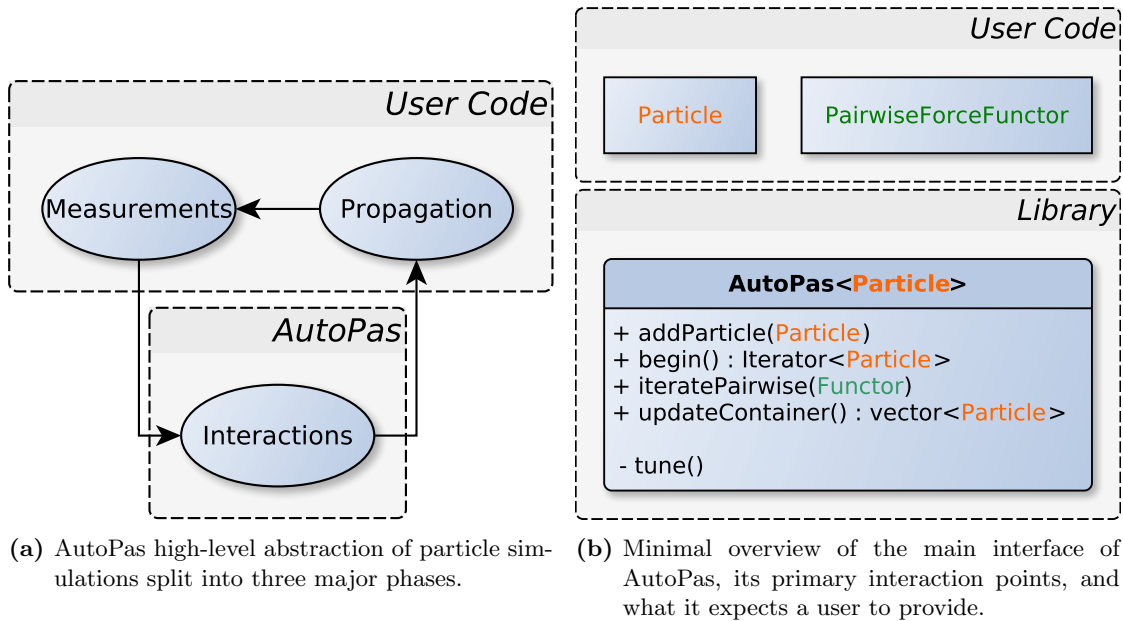 User Code
Measurements
Propagation
AutoPas
Interactions
(a) AutoPas high-level abstraction of particle sim-
ulations split into three major phases.
User Code
Particle
PairwiseForceFunctor
Library
AutoPas<Particle>
+ addParticle(Particle)
+ begin() : Iterator<Particle>
+ iteratePairwise(Functor)
+ updateContainer() : vector<Particle>
- tune()
(b) Minimal overview of the main interface of
AutoPas, its primary interaction points, and
what it expects a user to provide.